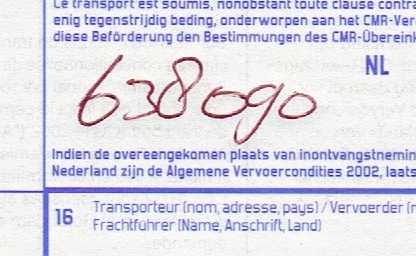 Le transport est soumis, nonobstant toute clause contra
enig tegenstrijdig beding, onderworpen aan het CMR-Ver
diese Beförderung den Bestimmungen des CMR-Übereink
638090
NL
Indien de overeengekomen plaats van inontvangstnemin
Nederland zijn de Algemene Vervoercondities 2002, laats
16 Transporteur (nom, adresse, pays) / Vervoerder (n
Frachtführer (Name, Anschrift, Land)